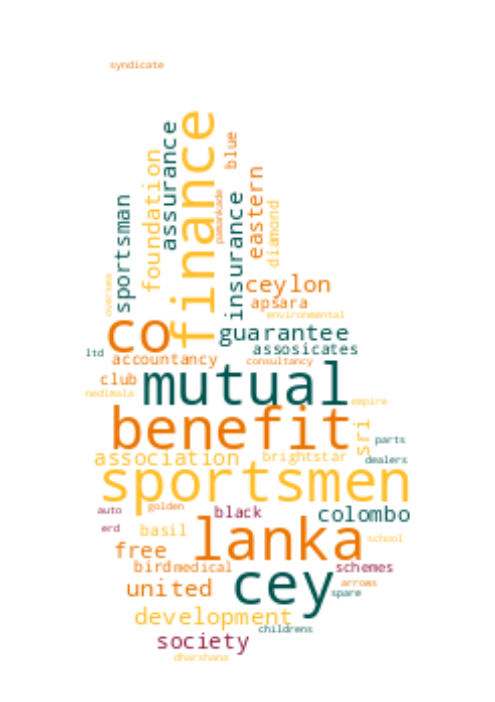 syndicate
finance
assurance
blue
foundation
eastern
pamankade
sportsman
insurance
diamond
overseas
ceylon
apsara
environmental
co
guarantee
ltd
assosicates
accountancy
consultancy
club
mutual
nedimala
empire
benefit
sri
parts
association
brightstar
dealers
sportsmen
auto
golden
black
colombo
erd
basil
lanka
school
free
bird
medical
schemes
united
cey
arrows
spare
development
childrens
society
dharshana